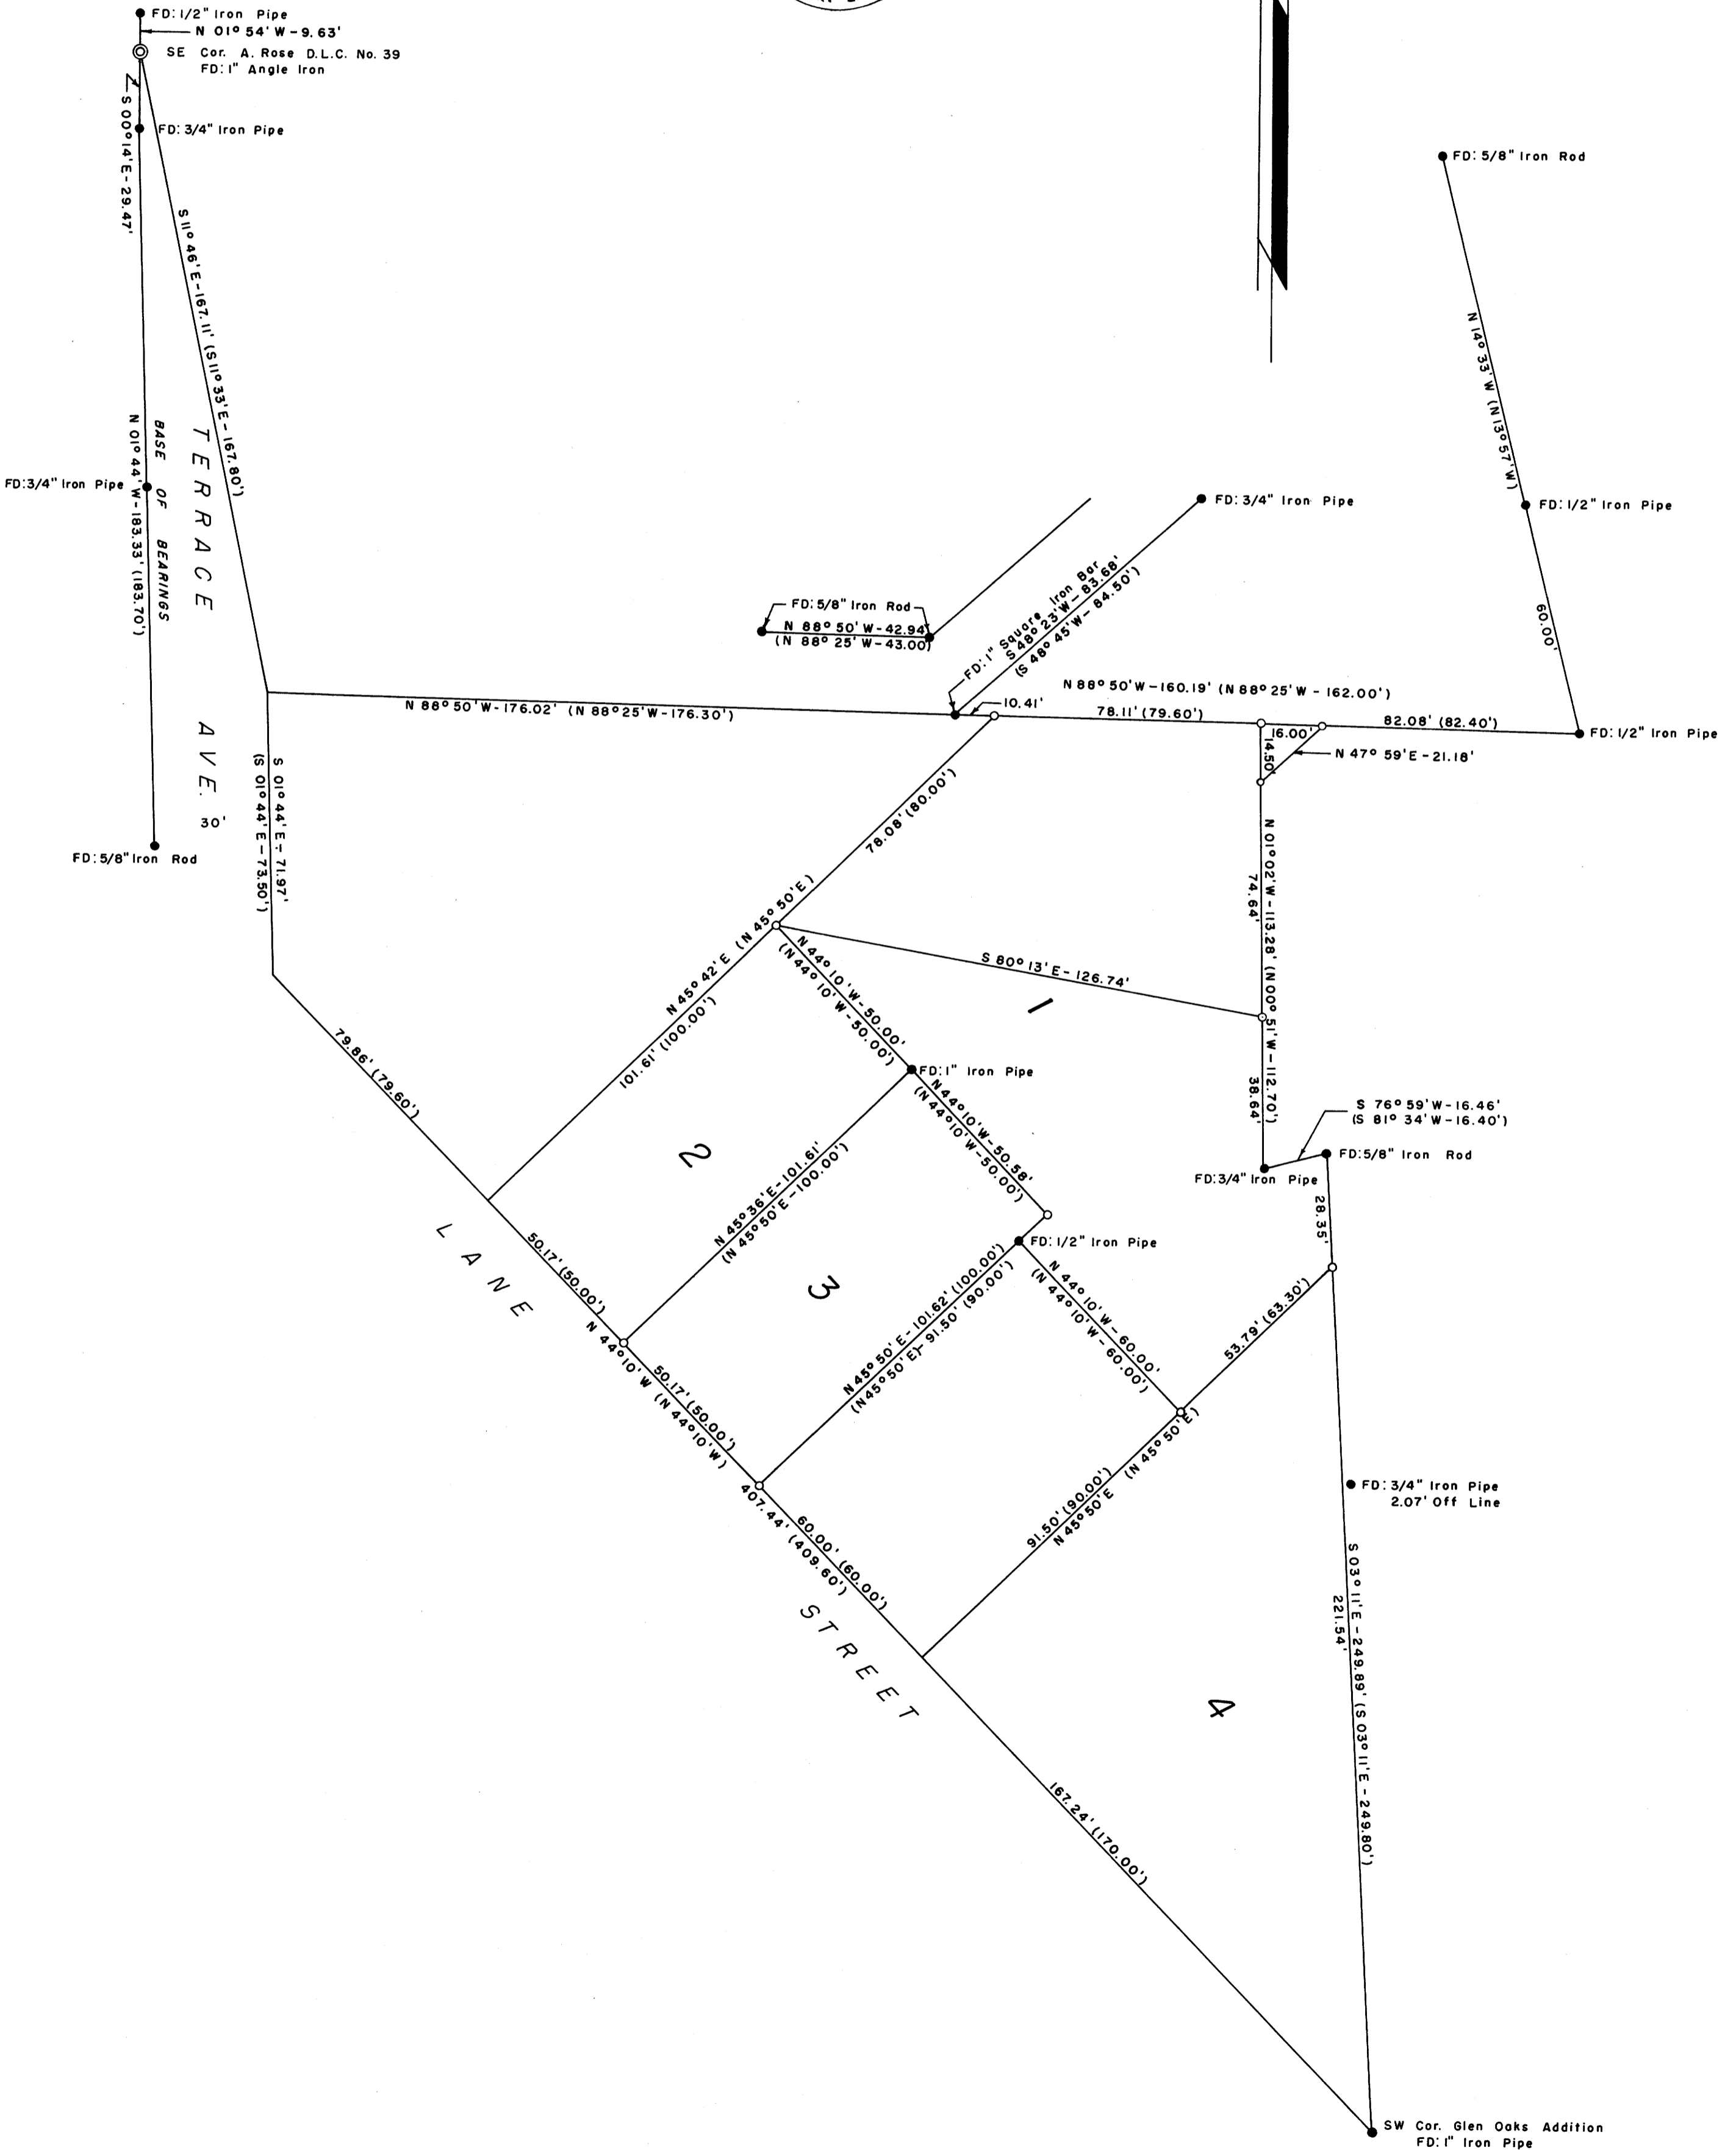 FD: 1/2" Iron Pipe
N 01° 54' W - 9.63'
SE Cor. A. Rose D.L.C. No. 39
FD: 1" Angle Iron
S 00° 14' E - 29.47'
FD: 3/4" Iron Pipe
S 11° 46' E - 167.11' (S 11° 33' E - 167.80')
FD: 5/8" Iron Rod
N 14° 33' W (N 13° 57' W)
FD: 1/2" Iron Pipe
60.00'
FD: 3/4" Iron Pipe
N 01° 44' W - 183.33' (183.70')
BASE OF BEARINGS
TERRACE AVE. 30'
FD: 5/8" Iron Rod
FD: 3/4" Iron Pipe
FD: 5/8" Iron Rod
N 88° 50' W - 42.94'
(N 88° 25' W - 43.00')
FD: 1" Square Iron Bar
S 48° 23' W - 83.68'
(S 48° 45' W - 84.50')
N 88° 50' W - 160.19' (N 88° 25' W - 162.00')
N 88° 50' W - 176.02' (N 88° 25' W - 176.30')
10.41'
78.11' (79.60')
16.00'
82.08' (82.40')
FD: 1/2" Iron Pipe
14.50'
N 47° 59' E - 21.18'
S 01° 44' E - 71.97'
(S 01° 44' E - 73.50')
78.08' (80.00')
N 01° 02' W - 113.28' (N 00° 51' W - 112.70')
74.64'
N 45° 42' E (N 45° 50' E)
101.61' (100.00')
S 80° 13' E - 126.74'
N 44° 10' W - 50.00'
(N 44° 10' W - 50.00')
1
79.86' (79.60')
FD: 1" Iron Pipe
38.64'
N 44° 10' W - 50.58'
(N 44° 10' W - 50.00')
S 76° 59' W - 16.46'
(S 81° 34' W - 16.40')
FD: 5/8" Iron Rod
FD: 3/4" Iron Pipe
2
N 45° 36' E - 101.61'
(N 45° 50' E - 100.00')
28.35'
LANE
50.17' (50.00')
3
FD: 1/2" Iron Pipe
N 44° 10' W - 60.00'
(N 44° 10' W - 60.00')
53.79' (63.30')
N 45° 50' E - 101.62' (100.00')
(N 45° 50' E) - 91.50' (90.00')
N 44° 10' W (N 44° 10' W)
50.17' (50.00')
91.50' (90.00')
N 45° 50' E (N 45° 50' E)
FD: 3/4" Iron Pipe
2.07' Off Line
407.44' (409.60')
60.00' (60.00')
STREET
S 03° 11' E - 249.89' (S 03° 11' E - 249.80')
221.54'
4
167.24' (170.00')
SW Cor. Glen Oaks Addition
FD: 1" Iron Pipe